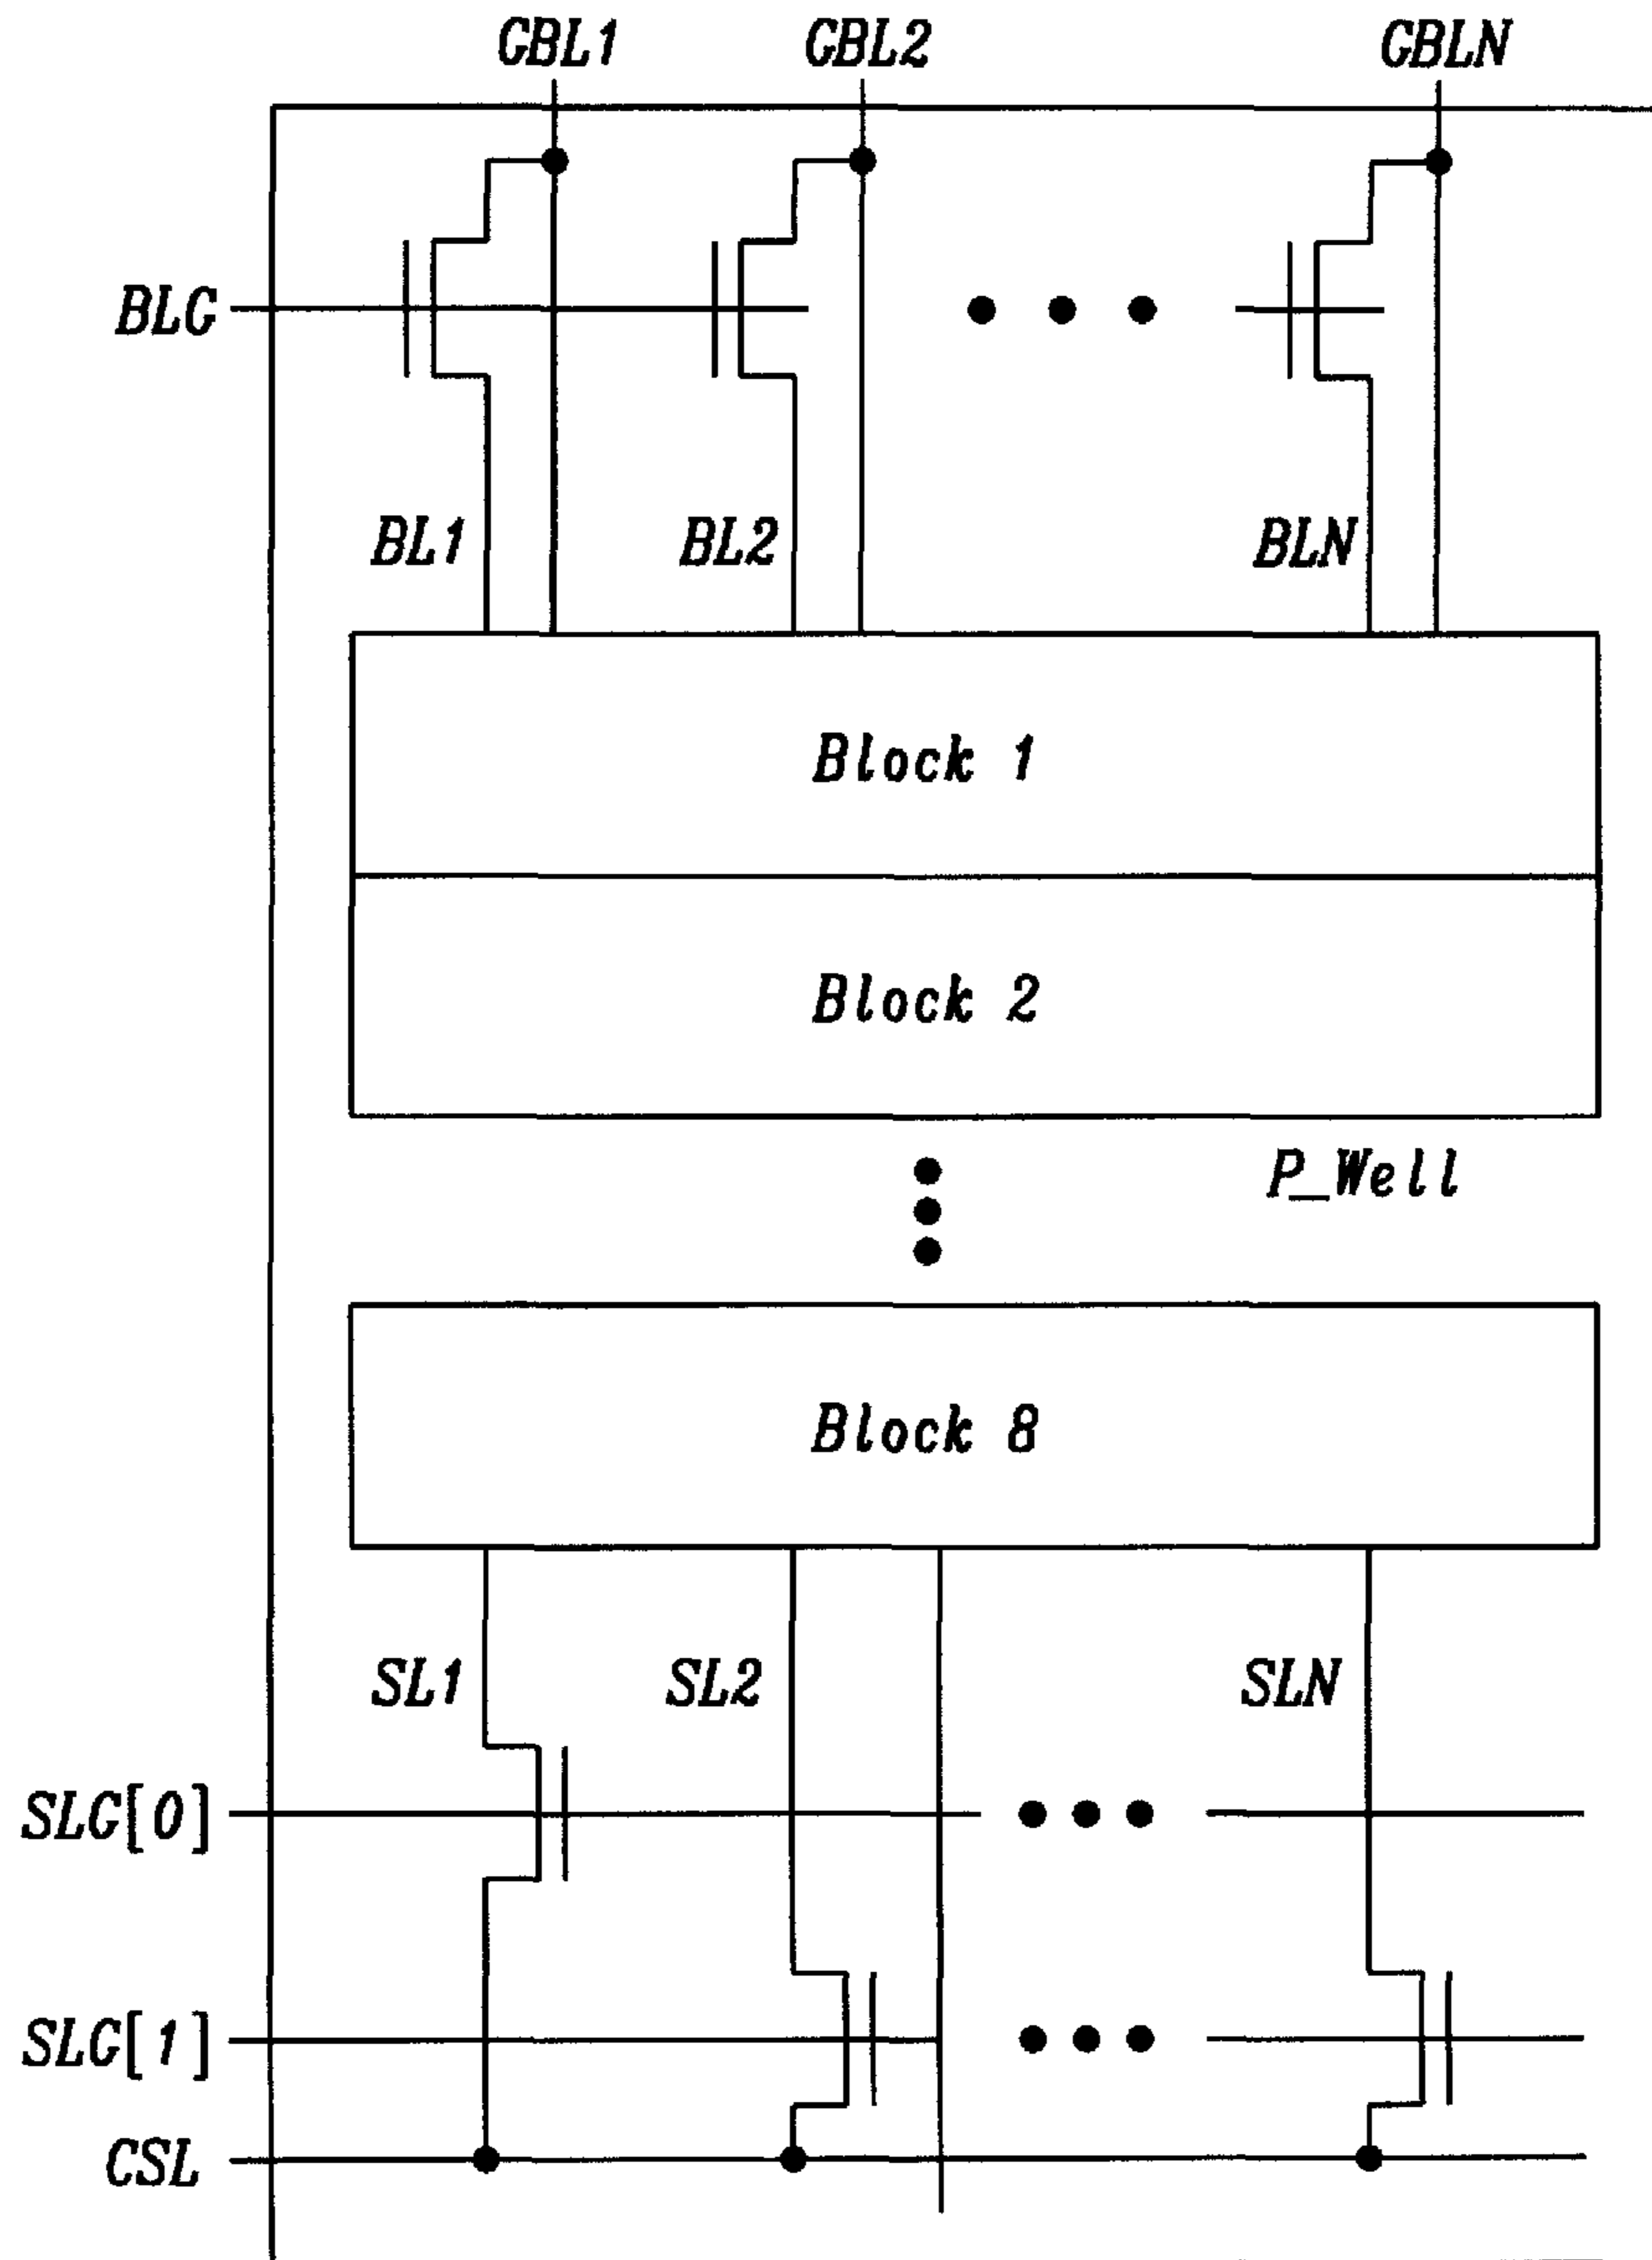 GBL1 GBL2 GBLN
BLG
BL1 BL2 BLN
Block 1
Block 2
P_Well
Block 8
SL1 SL2 SLN
SLG[0]
SLG[1]
CSL